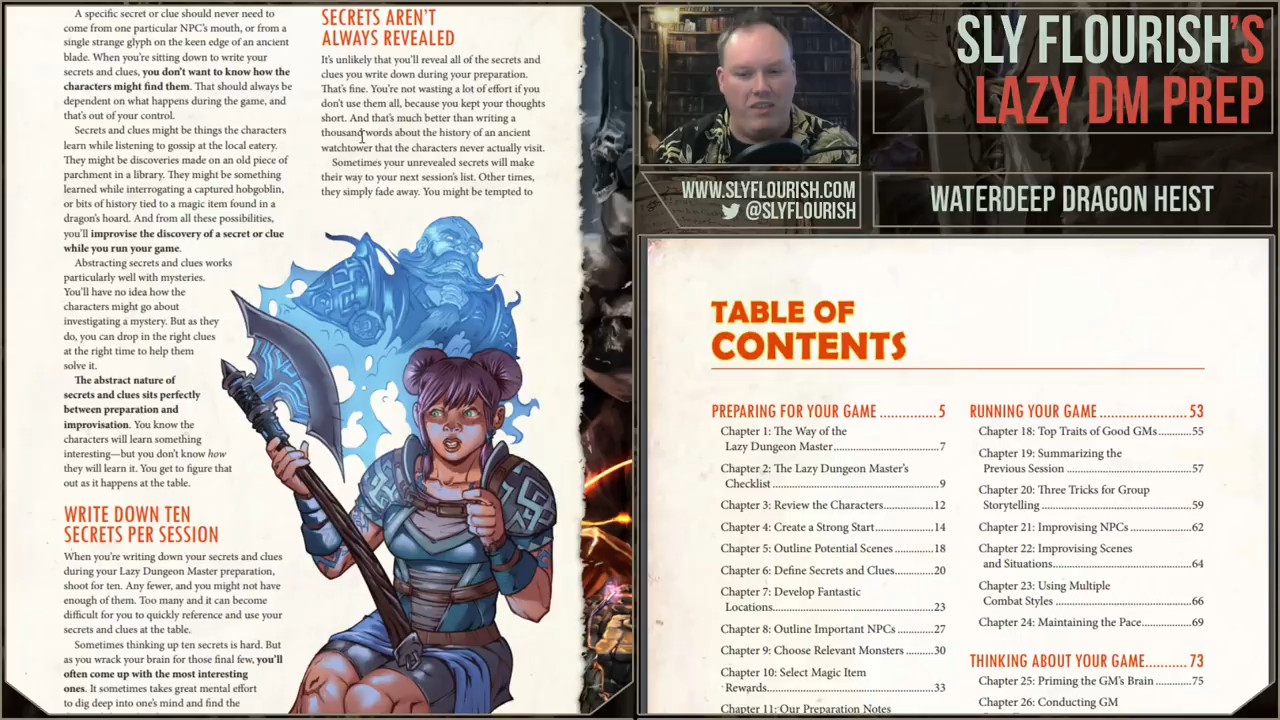 A specific secret or clue should never need to
come from one particular NPC's mouth, or from a
single strange glyph on the keen edge of an ancient
blade. When you're sitting down to write your
secrets and clues, you don't want to know how the
characters might find them. That should always be
dependent on what happens during the game, and
that's out of your control.
Secrets and clues might be things the characters
learn while listening to gossip at the local eatery.
They might be discoveries made on an old piece of
parchment in a library. They might be something
learned while interrogating a captured hobgoblin,
or bits of history tied to a magic item found in a
dragon's hoard. And from all these possibilities,
you'll improvise the discovery of a secret or clue
while you run your game.
Abstracting secrets and clues works
particularly well with mysteries.
You'll have no idea how the
characters might go about
investigating a mystery. But as they
do, you can drop in the right clues
at the right time to help them
solve it.
The abstract nature of
secrets and clues sits perfectly
between preparation and
improvisation. You know the
characters will learn something
interesting—but you don't know how
they will learn it. You get to figure that
out as it happens at the table.
WRITE DOWN TEN
SECRETS PER SESSION
When you're writing down your secrets and clues
during your Lazy Dungeon Master preparation,
shoot for ten. Any fewer, and you might not have
enough of them. Too many and it can become
difficult for you to quickly reference and use your
secrets and clues at the table.
Sometimes thinking up ten secrets is hard. But
as you wrack your brain for those final few, you'll
often come up with the most interesting
ones. It sometimes takes great mental effort
to dig deep into one's mind and find the
SECRETS AREN'T
ALWAYS REVEALED
It's unlikely that you'll reveal all of the secrets and
clues you write down during your preparation.
That's fine. You're not wasting a lot of effort if you
don't use them all, because you kept your thoughts
short. And that's much better than writing a
thousand words about the history of an ancient
watchtower that the characters never actually visit.
Sometimes your unrevealed secrets will make
their way to your next session's list. Other times,
they simply fade away. You might be tempted to
SLY FLOURISH'S
LAZY DM PREP
WWW.SLYFLOURISH.COM
@SLYFLOURISH
WATERDEEP DRAGON HEIST
TABLE OF
CONTENTS
PREPARING FOR YOUR GAME ............... 5
Chapter 1: The Way of the
Lazy Dungeon Master ............... 7
Chapter 2: The Lazy Dungeon Master's
Checklist ............... 9
Chapter 3: Review the Characters ............... 12
Chapter 4: Create a Strong Start ............... 14
Chapter 5: Outline Potential Scenes ............... 18
Chapter 6: Define Secrets and Clues ............... 20
Chapter 7: Develop Fantastic
Locations ............... 23
Chapter 8: Outline Important NPCs ............... 27
Chapter 9: Choose Relevant Monsters ............... 30
Chapter 10: Select Magic Item
Rewards ............... 33
Chapter 11: Our Preparation Notes
RUNNING YOUR GAME ............... 53
Chapter 18: Top Traits of Good GMs ............... 55
Chapter 19: Summarizing the
Previous Session ............... 57
Chapter 20: Three Tricks for Group
Storytelling ............... 59
Chapter 21: Improvising NPCs ............... 62
Chapter 22: Improvising Scenes
and Situations ............... 64
Chapter 23: Using Multiple
Combat Styles ............... 66
Chapter 24: Maintaining the Pace ............... 69
THINKING ABOUT YOUR GAME ............... 73
Chapter 25: Priming the GM's Brain ............... 75
Chapter 26: Conducting GM